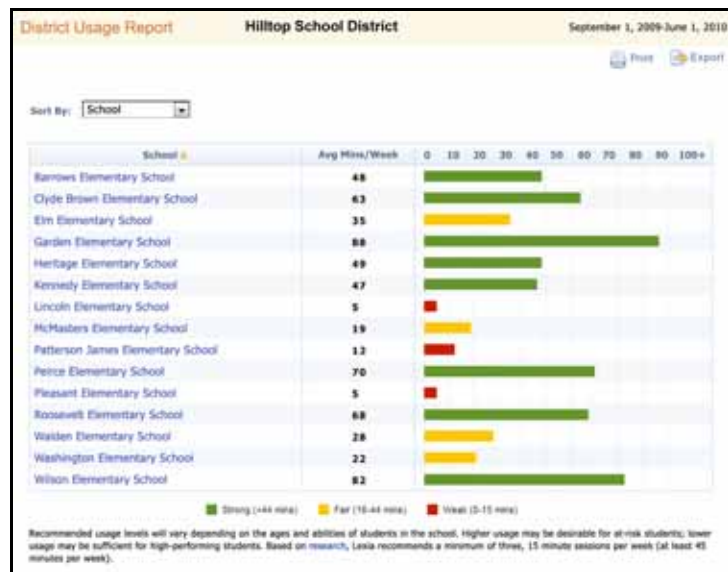 District Usage Report Hilltop School District September 1, 2009-June 1, 2010
Print Export
Sort By: School
School Avg Mins/Week 0 10 20 30 40 50 60 70 80 90 100+
Barrows Elementary School 48
Clyde Brown Elementary School 63
Elm Elementary School 35
Garden Elementary School 88
Heritage Elementary School 49
Kennedy Elementary School 47
Lincoln Elementary School 5
McMasters Elementary School 19
Patterson James Elementary School 12
Peirce Elementary School 70
Pleasant Elementary School 5
Roosevelt Elementary School 68
Walden Elementary School 28
Washington Elementary School 22
Wilson Elementary School 82
Strong (>44 mins) Fair (16-44 mins) Weak (0-15 mins)
Recommended usage levels will vary depending on the ages and abilities of students in the school. Higher usage may be desirable for at-risk students; lower
usage may be sufficient for high-performing students. Based on research, Lexia recommends a minimum of three, 15 minute sessions per week (at least 45
minutes per week).